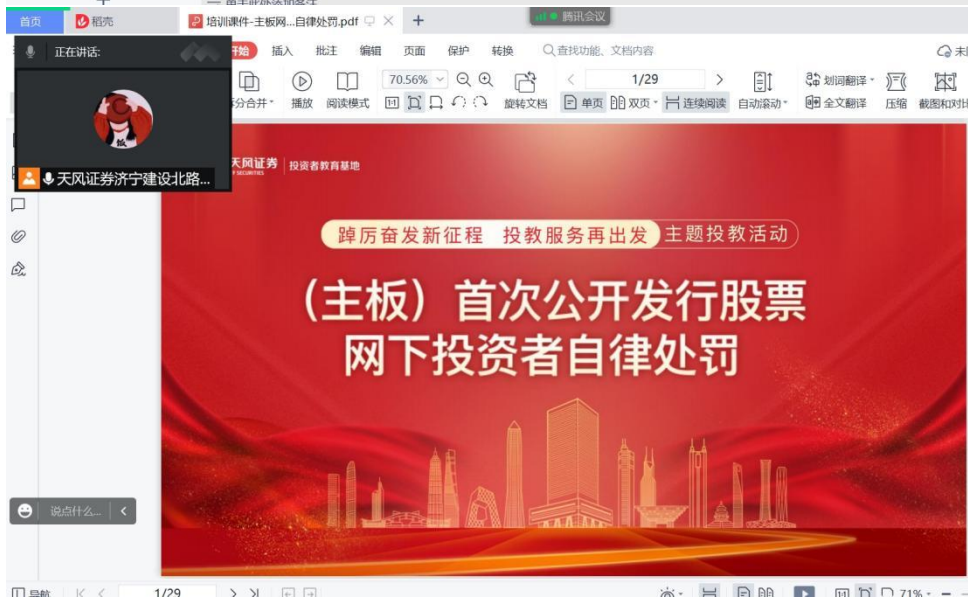 首页
稻壳
培训课件-主板网...自律处罚.pdf
腾讯会议
正在讲话:
开始 插入 批注 编辑 页面 保护 转换 查找功能、文档内容
播放 阅读模式
70.56%
旋转文档
1/29
单页 双页 连续阅读
自动滚动
划词翻译
全文翻译
压缩
截图和对比
天风证券济宁建设北路...
天风证券 投资者教育基地
踔厉奋发新征程 投教服务再出发 主题投教活动
（主板）首次公开发行股票
网下投资者自律处罚
说点什么...
导航 1/29 71%